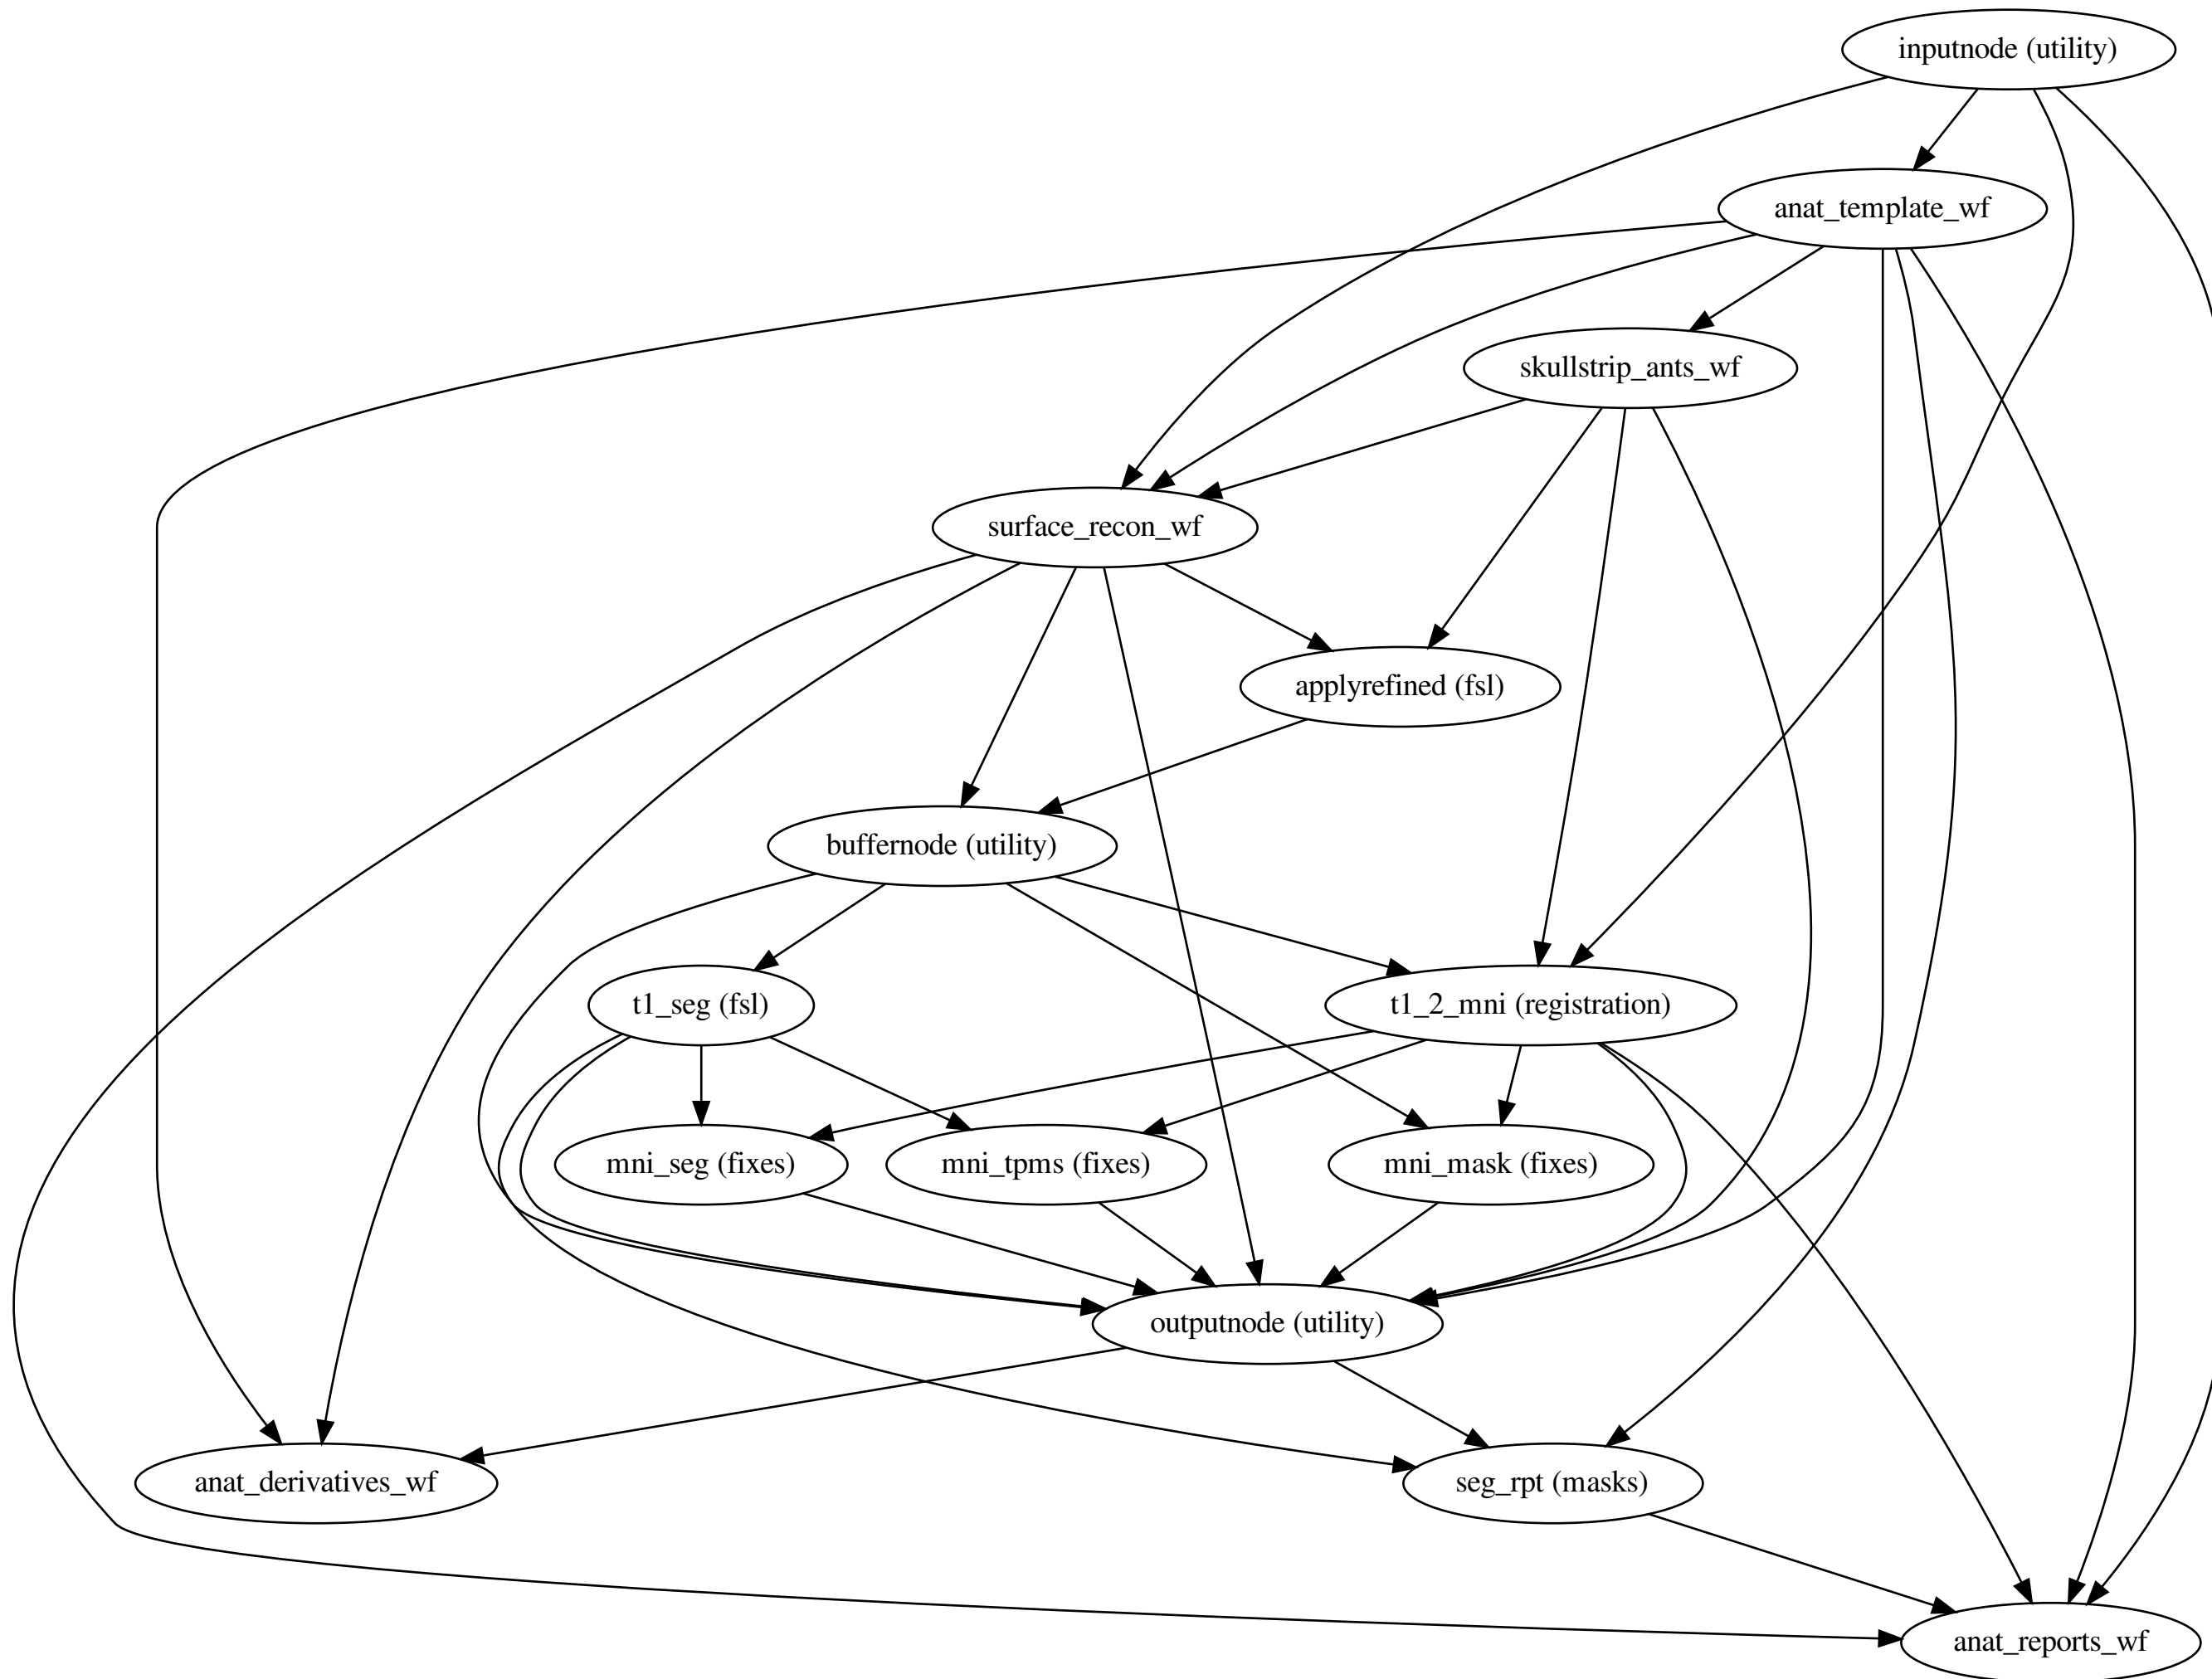 inputnode (utility)
anat_template_wf
skullstrip_ants_wf
surface_recon_wf
applyrefined (fsl)
buffernode (utility)
t1_seg (fsl)
t1_2_mni (registration)
mni_seg (fixes)
mni_tpms (fixes)
mni_mask (fixes)
outputnode (utility)
anat_derivatives_wf
seg_rpt (masks)
anat_reports_wf